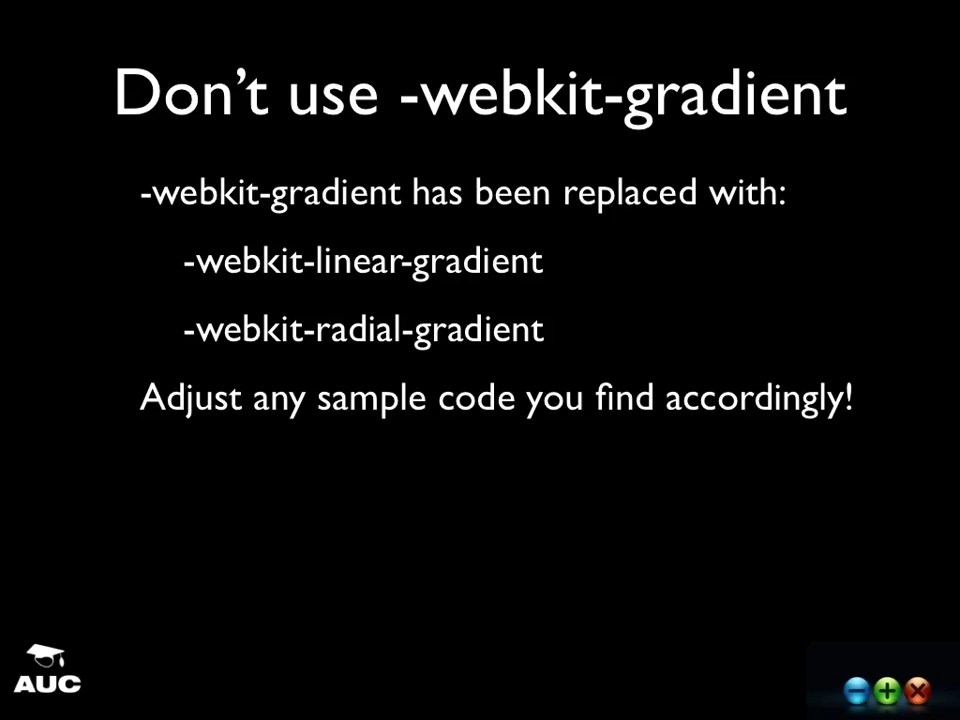 Don’t use -webkit-gradient
-webkit-gradient has been replaced with:
-webkit-linear-gradient
-webkit-radial-gradient
Adjust any sample code you find accordingly!
AUC